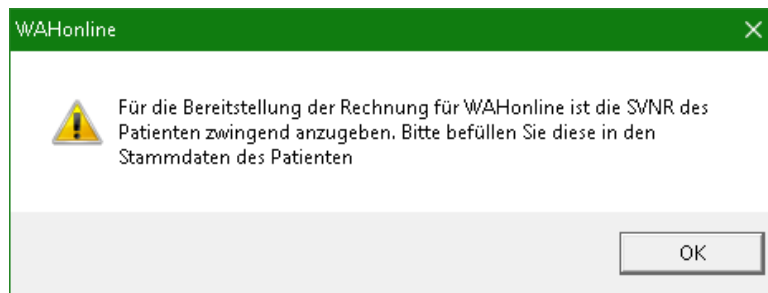 WAHonline
Für die Bereitstellung der Rechnung für WAHonline ist die SVNR des
Patienten zwingend anzugeben. Bitte befüllen Sie diese in den
Stammdaten des Patienten
OK